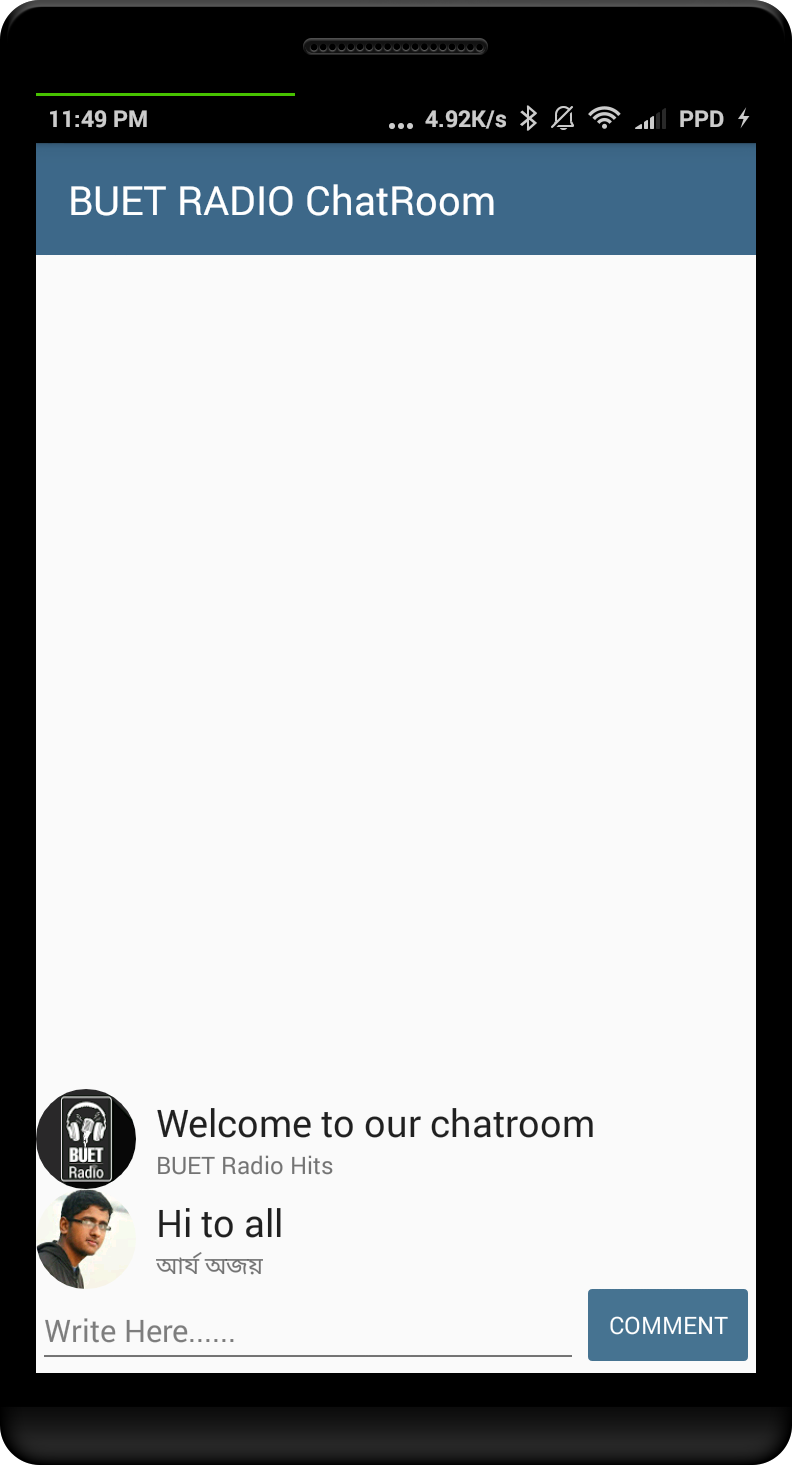 11:49 PM ... 4.92K/s PPD
BUET RADIO ChatRoom
BUET
Radio
Welcome to our chatroom
BUET Radio Hits
Hi to all
আর্য অজয়
Write Here......
COMMENT